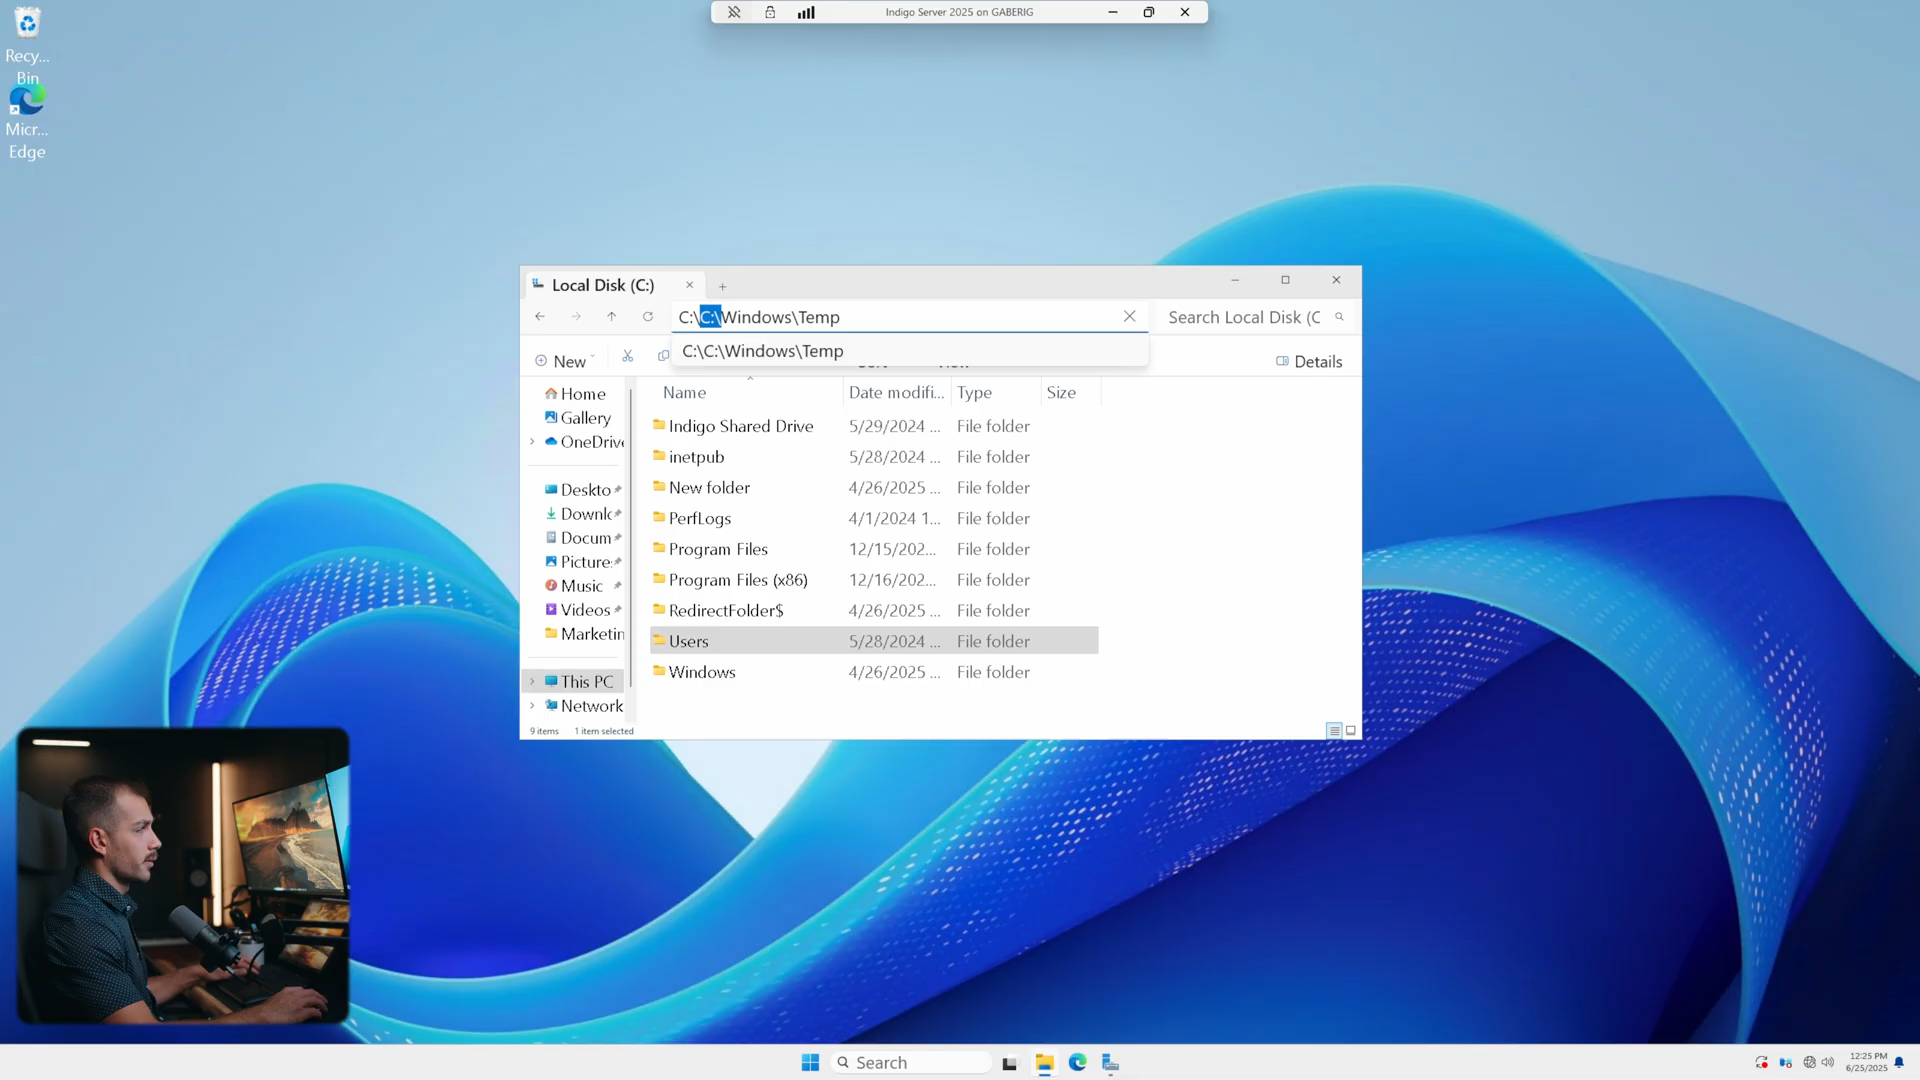 Indigo Server 2025 on GABERIG
Recy...
Bin
Micr...
Edge
Local Disk (C:)
C:\C:\Windows\Temp
Search Local Disk (C
C:\C:\Windows\Temp
New
Details
Name
Date modifi...
Type
Size
Home
Gallery
OneDrive
Deskto
Downlo
Docum
Pictures
Music
Videos
Marketin
This PC
Network
Indigo Shared Drive 5/29/2024 ... File folder
inetpub 5/28/2024 ... File folder
New folder 4/26/2025 ... File folder
PerfLogs 4/1/2024 1... File folder
Program Files 12/15/202... File folder
Program Files (x86) 12/16/202... File folder
RedirectFolder$ 4/26/2025 ... File folder
Users 5/28/2024 ... File folder
Windows 4/26/2025 ... File folder
9 items 1 item selected
Search
12:25 PM
6/25/2025